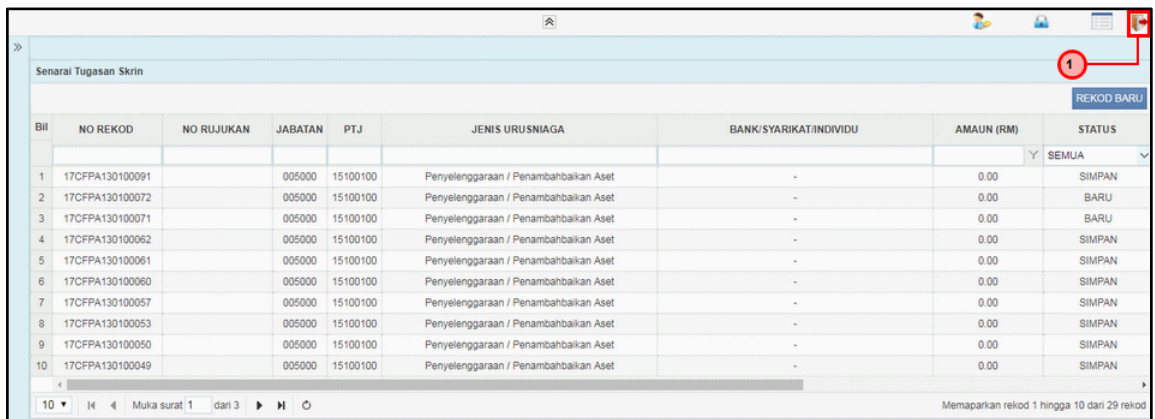 1
Senarai Tugasan Skrin
REKOD BARU
Bil NO REKOD NO RUJUKAN JABATAN PTJ JENIS URUSNIAGA BANK/SYARIKAT/INDIVIDU AMAUN (RM) STATUS
SEMUA
1 17CFPA130100091 005000 15100100 Penyelenggaraan / Penambahbaikan Aset - 0.00 SIMPAN
2 17CFPA130100072 005000 15100100 Penyelenggaraan / Penambahbaikan Aset - 0.00 BARU
3 17CFPA130100071 005000 15100100 Penyelenggaraan / Penambahbaikan Aset - 0.00 BARU
4 17CFPA130100062 005000 15100100 Penyelenggaraan / Penambahbaikan Aset - 0.00 SIMPAN
5 17CFPA130100061 005000 15100100 Penyelenggaraan / Penambahbaikan Aset - 0.00 SIMPAN
6 17CFPA130100060 005000 15100100 Penyelenggaraan / Penambahbaikan Aset - 0.00 SIMPAN
7 17CFPA130100057 005000 15100100 Penyelenggaraan / Penambahbaikan Aset - 0.00 SIMPAN
8 17CFPA130100053 005000 15100100 Penyelenggaraan / Penambahbaikan Aset - 0.00 SIMPAN
9 17CFPA130100050 005000 15100100 Penyelenggaraan / Penambahbaikan Aset - 0.00 SIMPAN
10 17CFPA130100049 005000 15100100 Penyelenggaraan / Penambahbaikan Aset - 0.00 SIMPAN
10 Muka surat 1 dari 3 Memaparkan rekod 1 hingga 10 dari 29 rekod